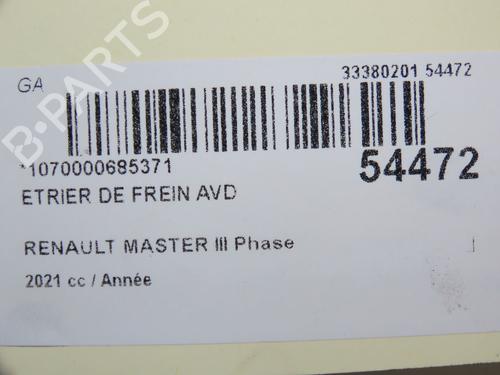 GA
33380201 54472
*1070000685371
54472
ETRIER DE FREIN AVD
RENAULT MASTER III Phase
2021 cc / Année
B-PARTS